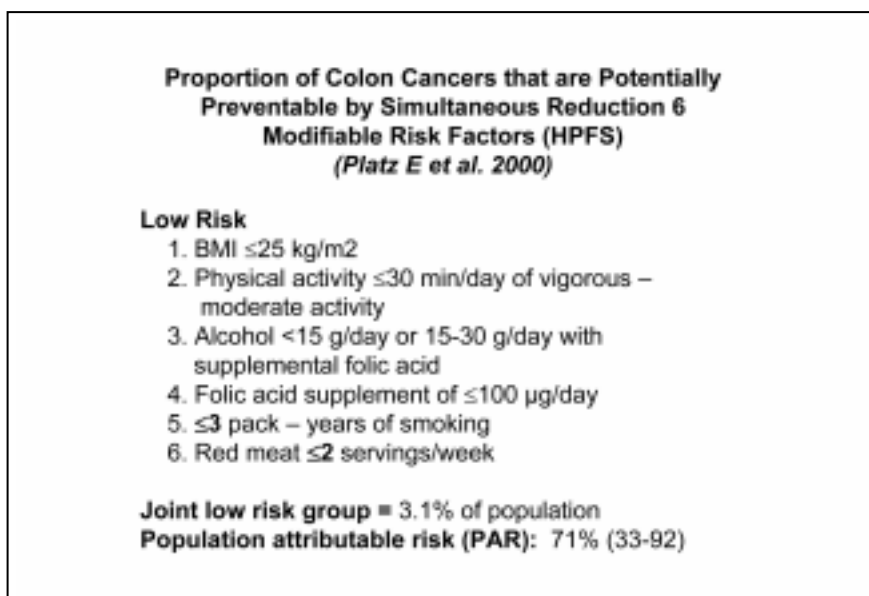 Proportion of Colon Cancers that are Potentially
Preventable by Simultaneous Reduction 6
Modifiable Risk Factors (HPFS)
(Platz E et al. 2000)
Low Risk
1. BMI ≤25 kg/m2
2. Physical activity ≤30 min/day of vigorous –
moderate activity
3. Alcohol <15 g/day or 15-30 g/day with
supplemental folic acid
4. Folic acid supplement of ≤100 µg/day
5. ≤3 pack – years of smoking
6. Red meat ≤2 servings/week
Joint low risk group = 3.1% of population
Population attributable risk (PAR): 71% (33-92)